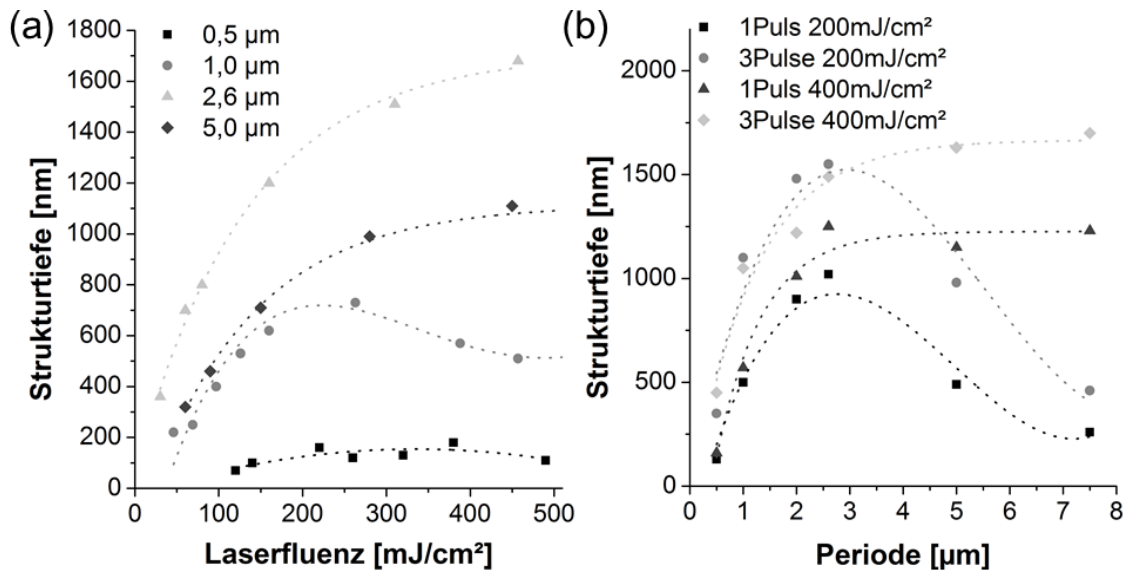 (a)
0,5 µm
1,0 µm
2,6 µm
5,0 µm
Strukturtiefe [nm]
1800
1600
1400
1200
1000
800
600
400
200
0
0 100 200 300 400 500
Laserfluenz [mJ/cm²]
(b)
1Puls 200mJ/cm²
3Pulse 200mJ/cm²
1Puls 400mJ/cm²
3Pulse 400mJ/cm²
Strukturtiefe [nm]
2000
1500
1000
500
0
0 1 2 3 4 5 6 7 8
Periode [µm]